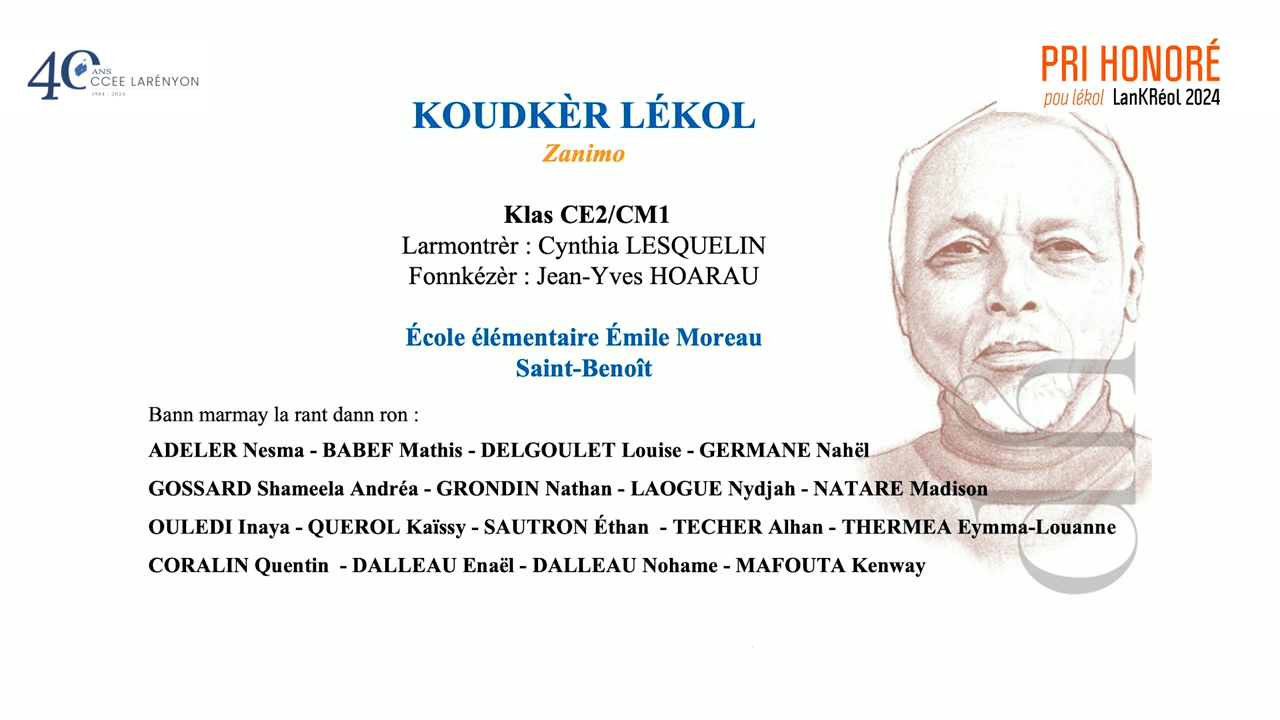 40 ANS
CCEE LARÉNYON
1984 - 2024
PRI HONORÉ
pou lékol LanKRéol 2024
KOUDKÈR LÉKOL
Zanimo
Klas CE2/CM1
Larmontrèr : Cynthia LESQUELIN
Fonnkézèr : Jean-Yves HOARAU
École élémentaire Émile Moreau
Saint-Benoît
Bann marmay la rant dann ron :
ADELER Nesma - BABEF Mathis - DELGOULET Louise - GERMANE Nahël
GOSSARD Shameela Andréa - GRONDIN Nathan - LAOGUE Nydjah - NATARE Madison
OULEDI Inaya - QUEROL Kaïssy - SAUTRON Éthan - TECHER Alhan - THERMEA Eymma-Louanne
CORALIN Quentin - DALLEAU Enaël - DALLEAU Nohame - MAFOUTA Kenway